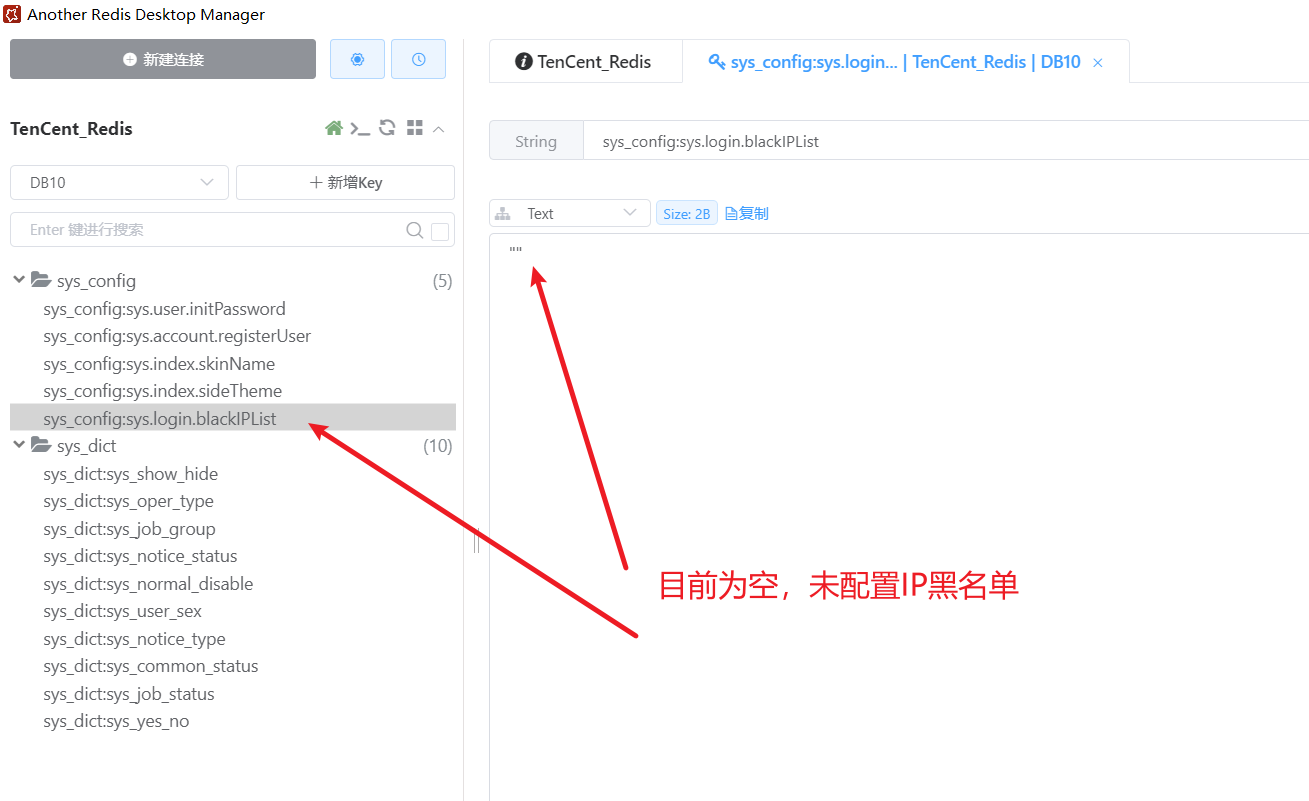 Another Redis Desktop Manager
新建连接
TenCent_Redis
DB10
新增Key
Enter 键进行搜索
sys_config (5)
sys_config:sys.user.initPassword
sys_config:sys.account.registerUser
sys_config:sys.index.skinName
sys_config:sys.index.sideTheme
sys_config:sys.login.blackIPList
sys_dict (10)
sys_dict:sys_show_hide
sys_dict:sys_oper_type
sys_dict:sys_job_group
sys_dict:sys_notice_status
sys_dict:sys_normal_disable
sys_dict:sys_user_sex
sys_dict:sys_notice_type
sys_dict:sys_common_status
sys_dict:sys_job_status
sys_dict:sys_yes_no
TenCent_Redis
sys_config:sys.login... | TenCent_Redis | DB10
String
sys_config:sys.login.blackIPList
Text
Size: 2B
复制
""
目前为空，未配置IP黑名单